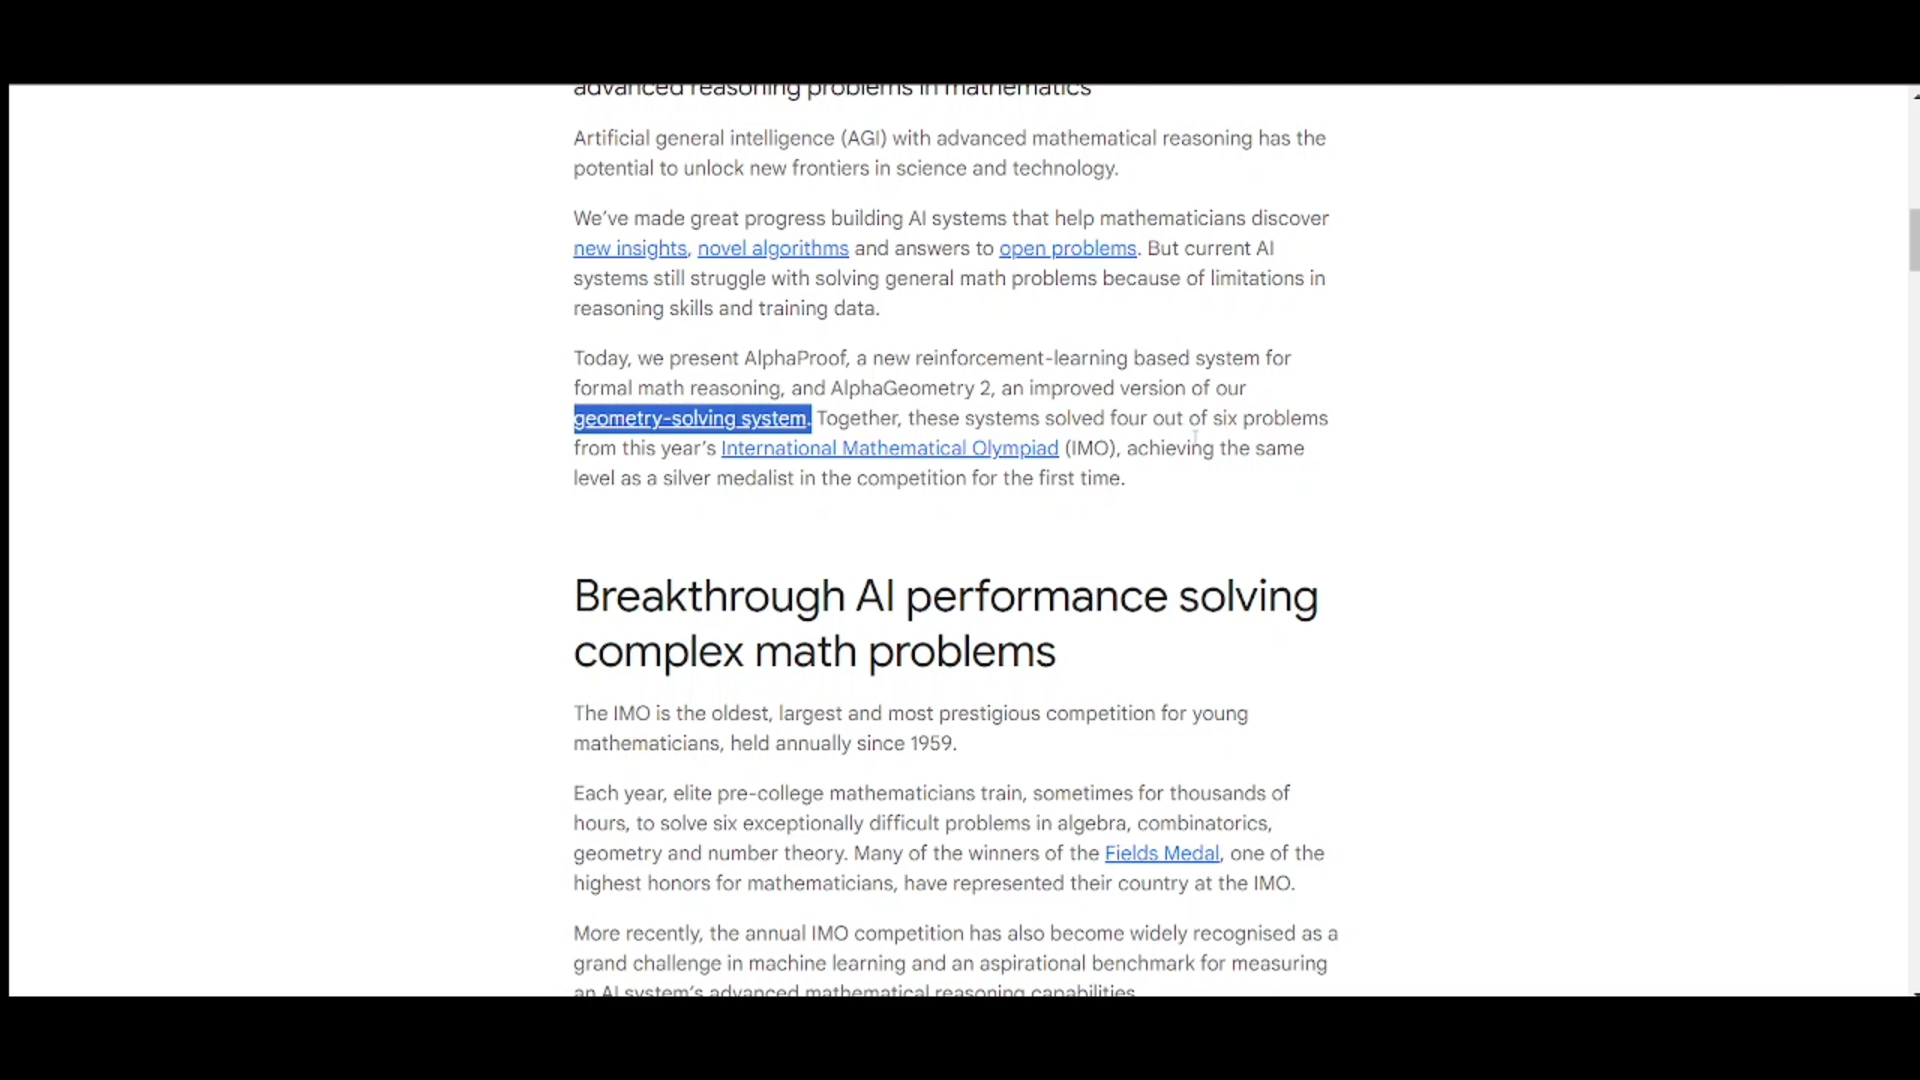 advanced reasoning problems in mathematics
Artificial general intelligence (AGI) with advanced mathematical reasoning has the
potential to unlock new frontiers in science and technology.
We’ve made great progress building AI systems that help mathematicians discover
new insights, novel algorithms and answers to open problems. But current AI
systems still struggle with solving general math problems because of limitations in
reasoning skills and training data.
Today, we present AlphaProof, a new reinforcement-learning based system for
formal math reasoning, and AlphaGeometry 2, an improved version of our
geometry-solving system. Together, these systems solved four out of six problems
from this year’s International Mathematical Olympiad (IMO), achieving the same
level as a silver medalist in the competition for the first time.
Breakthrough AI performance solving
complex math problems
The IMO is the oldest, largest and most prestigious competition for young
mathematicians, held annually since 1959.
Each year, elite pre-college mathematicians train, sometimes for thousands of
hours, to solve six exceptionally difficult problems in algebra, combinatorics,
geometry and number theory. Many of the winners of the Fields Medal, one of the
highest honors for mathematicians, have represented their country at the IMO.
More recently, the annual IMO competition has also become widely recognised as a
grand challenge in machine learning and an aspirational benchmark for measuring
an AI system’s advanced mathematical reasoning capabilities.